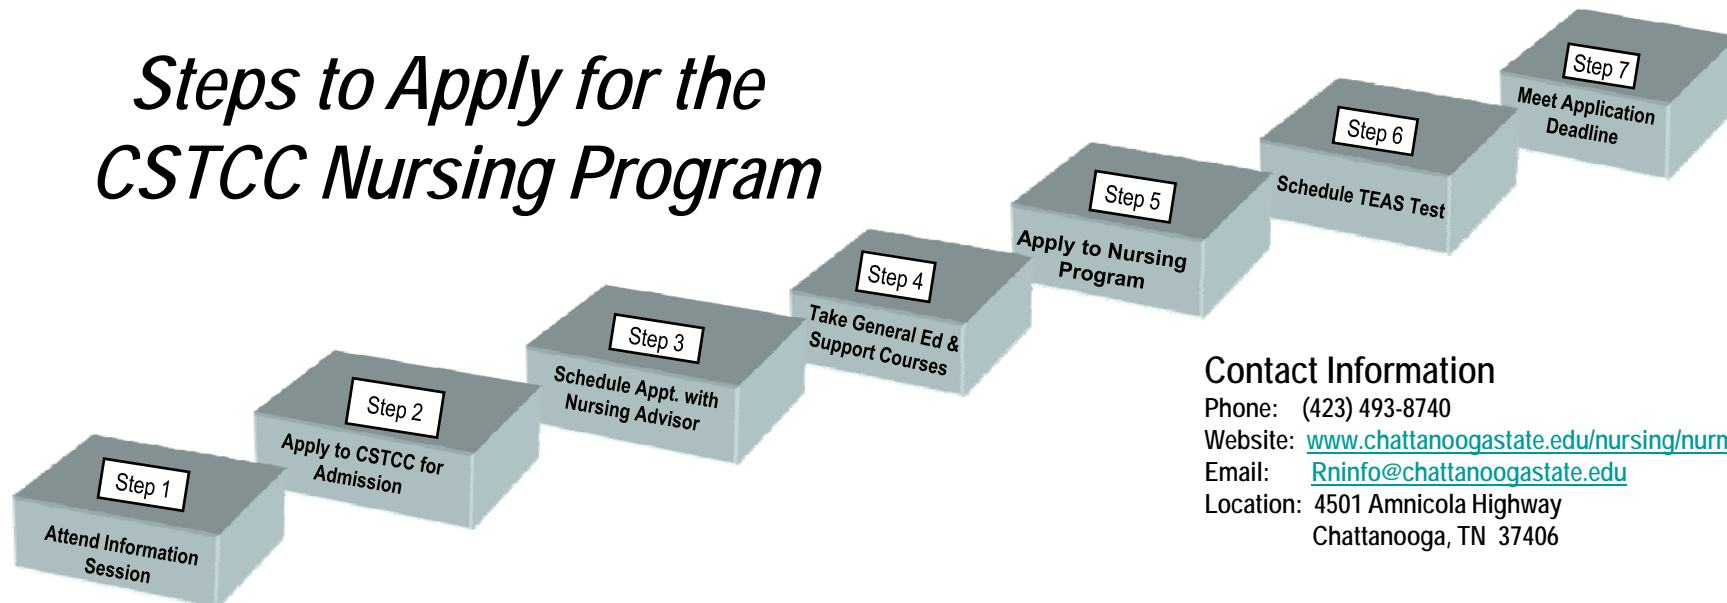 Steps to Apply for the
CSTCC Nursing Program
Step 1
Attend Information
Session
Step 2
Apply to CSTCC for
Admission
Step 3
Schedule Appt. with
Nursing Advisor
Step 4
Take General Ed &
Support Courses
Step 5
Apply to Nursing
Program
Step 6
Schedule TEAS Test
Step 7
Meet Application
Deadline
Contact Information
Phone: (423) 493-8740
Website: www.chattanoogastate.edu/nursing/nurn
Email: Rninfo@chattanoogastate.edu
Location: 4501 Amnicola Highway
Chattanooga, TN 37406